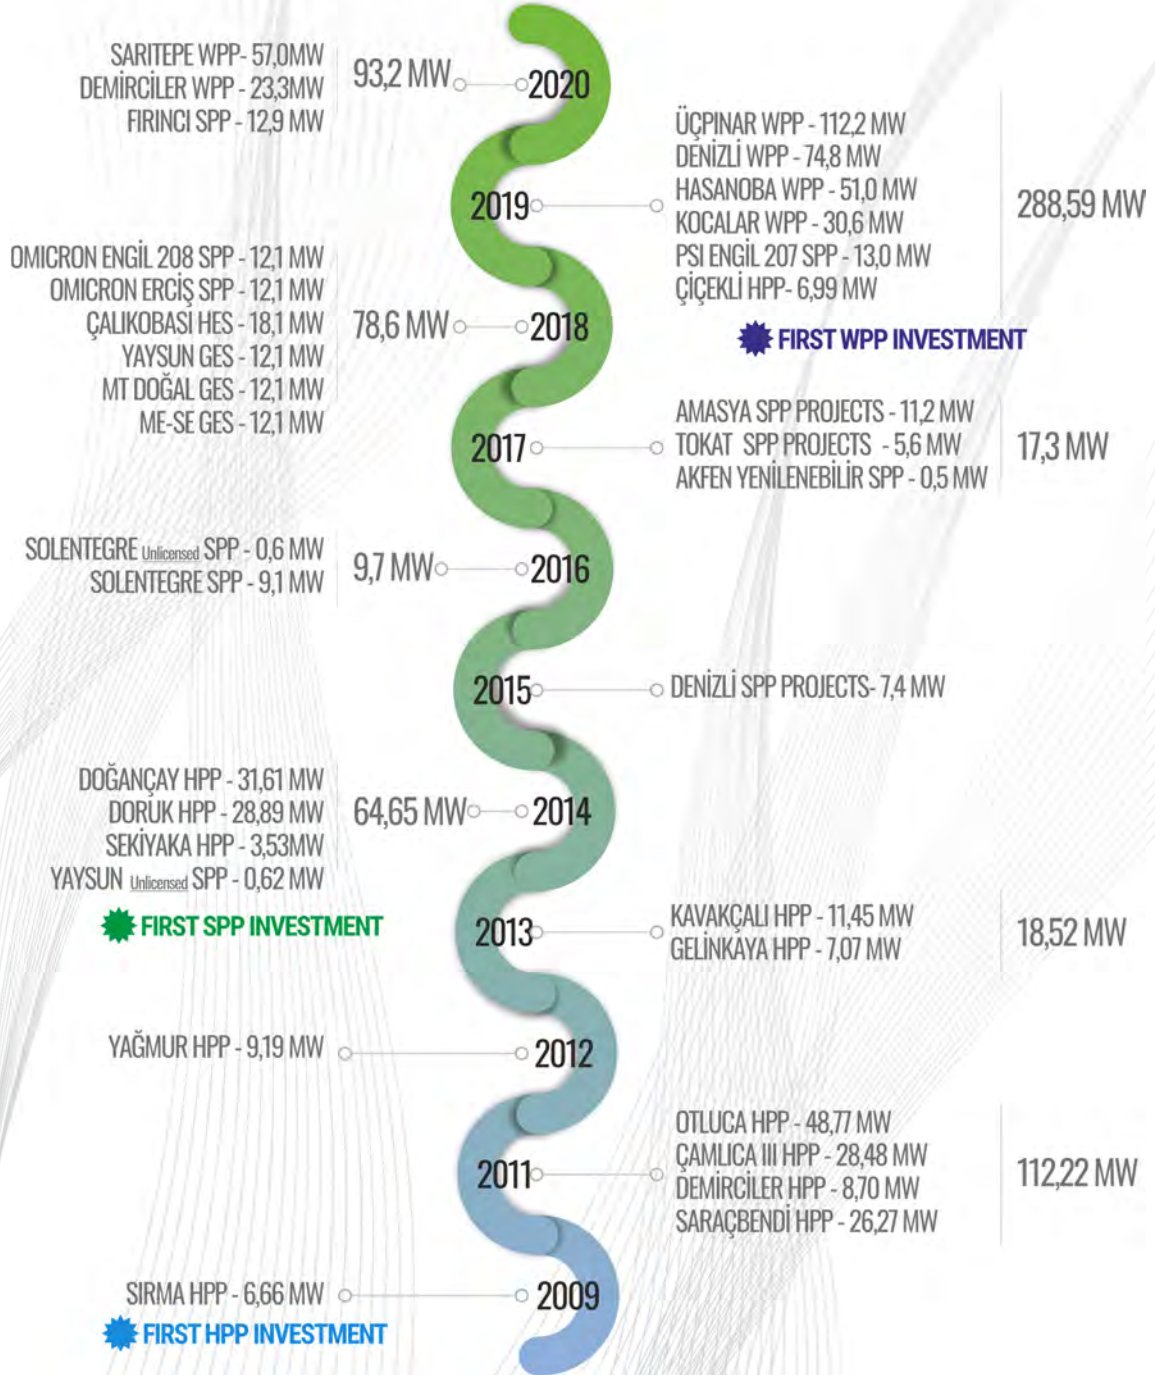 SARITEPE WPP- 57,0MW
DEMİRCİLER WPP - 23,3MW
FIRINCI SPP - 12,9 MW
93,2 MW
2020
2019
ÜÇPINAR WPP - 112,2 MW
DENİZLİ WPP - 74,8 MW
HASANOBA WPP - 51,0 MW
KOCALAR WPP - 30,6 MW
PSI ENGİL 207 SPP - 13,0 MW
ÇİÇEKLİ HPP- 6,99 MW
288,59 MW
FIRST WPP INVESTMENT
OMICRON ENGİL 208 SPP - 12,1 MW
OMICRON ERCİŞ SPP - 12,1 MW
ÇALIKOBASI HES - 18,1 MW
YAYSUN GES - 12,1 MW
MT DOĞAL GES - 12,1 MW
ME-SE GES - 12,1 MW
78,6 MW
2018
2017
AMASYA SPP PROJECTS - 11,2 MW
TOKAT SPP PROJECTS - 5,6 MW
AKFEN YENİLENEBİLİR SPP - 0,5 MW
17,3 MW
SOLENTEGRE Unlicensed SPP - 0,6 MW
SOLENTEGRE SPP - 9,1 MW
9,7 MW
2016
2015
DENİZLİ SPP PROJECTS- 7,4 MW
DOĞANÇAY HPP - 31,61 MW
DORUK HPP - 28,89 MW
SEKİYAKA HPP - 3,53MW
YAYSUN Unlicensed SPP - 0,62 MW
64,65 MW
2014
FIRST SPP INVESTMENT
2013
KAVAKÇALI HPP - 11,45 MW
GELİNKAYA HPP - 7,07 MW
18,52 MW
YAĞMUR HPP - 9,19 MW
2012
2011
OTLUCA HPP - 48,77 MW
ÇAMLICA III HPP - 28,48 MW
DEMİRCİLER HPP - 8,70 MW
SARAÇBENDİ HPP - 26,27 MW
112,22 MW
SIRMA HPP - 6,66 MW
2009
FIRST HPP INVESTMENT